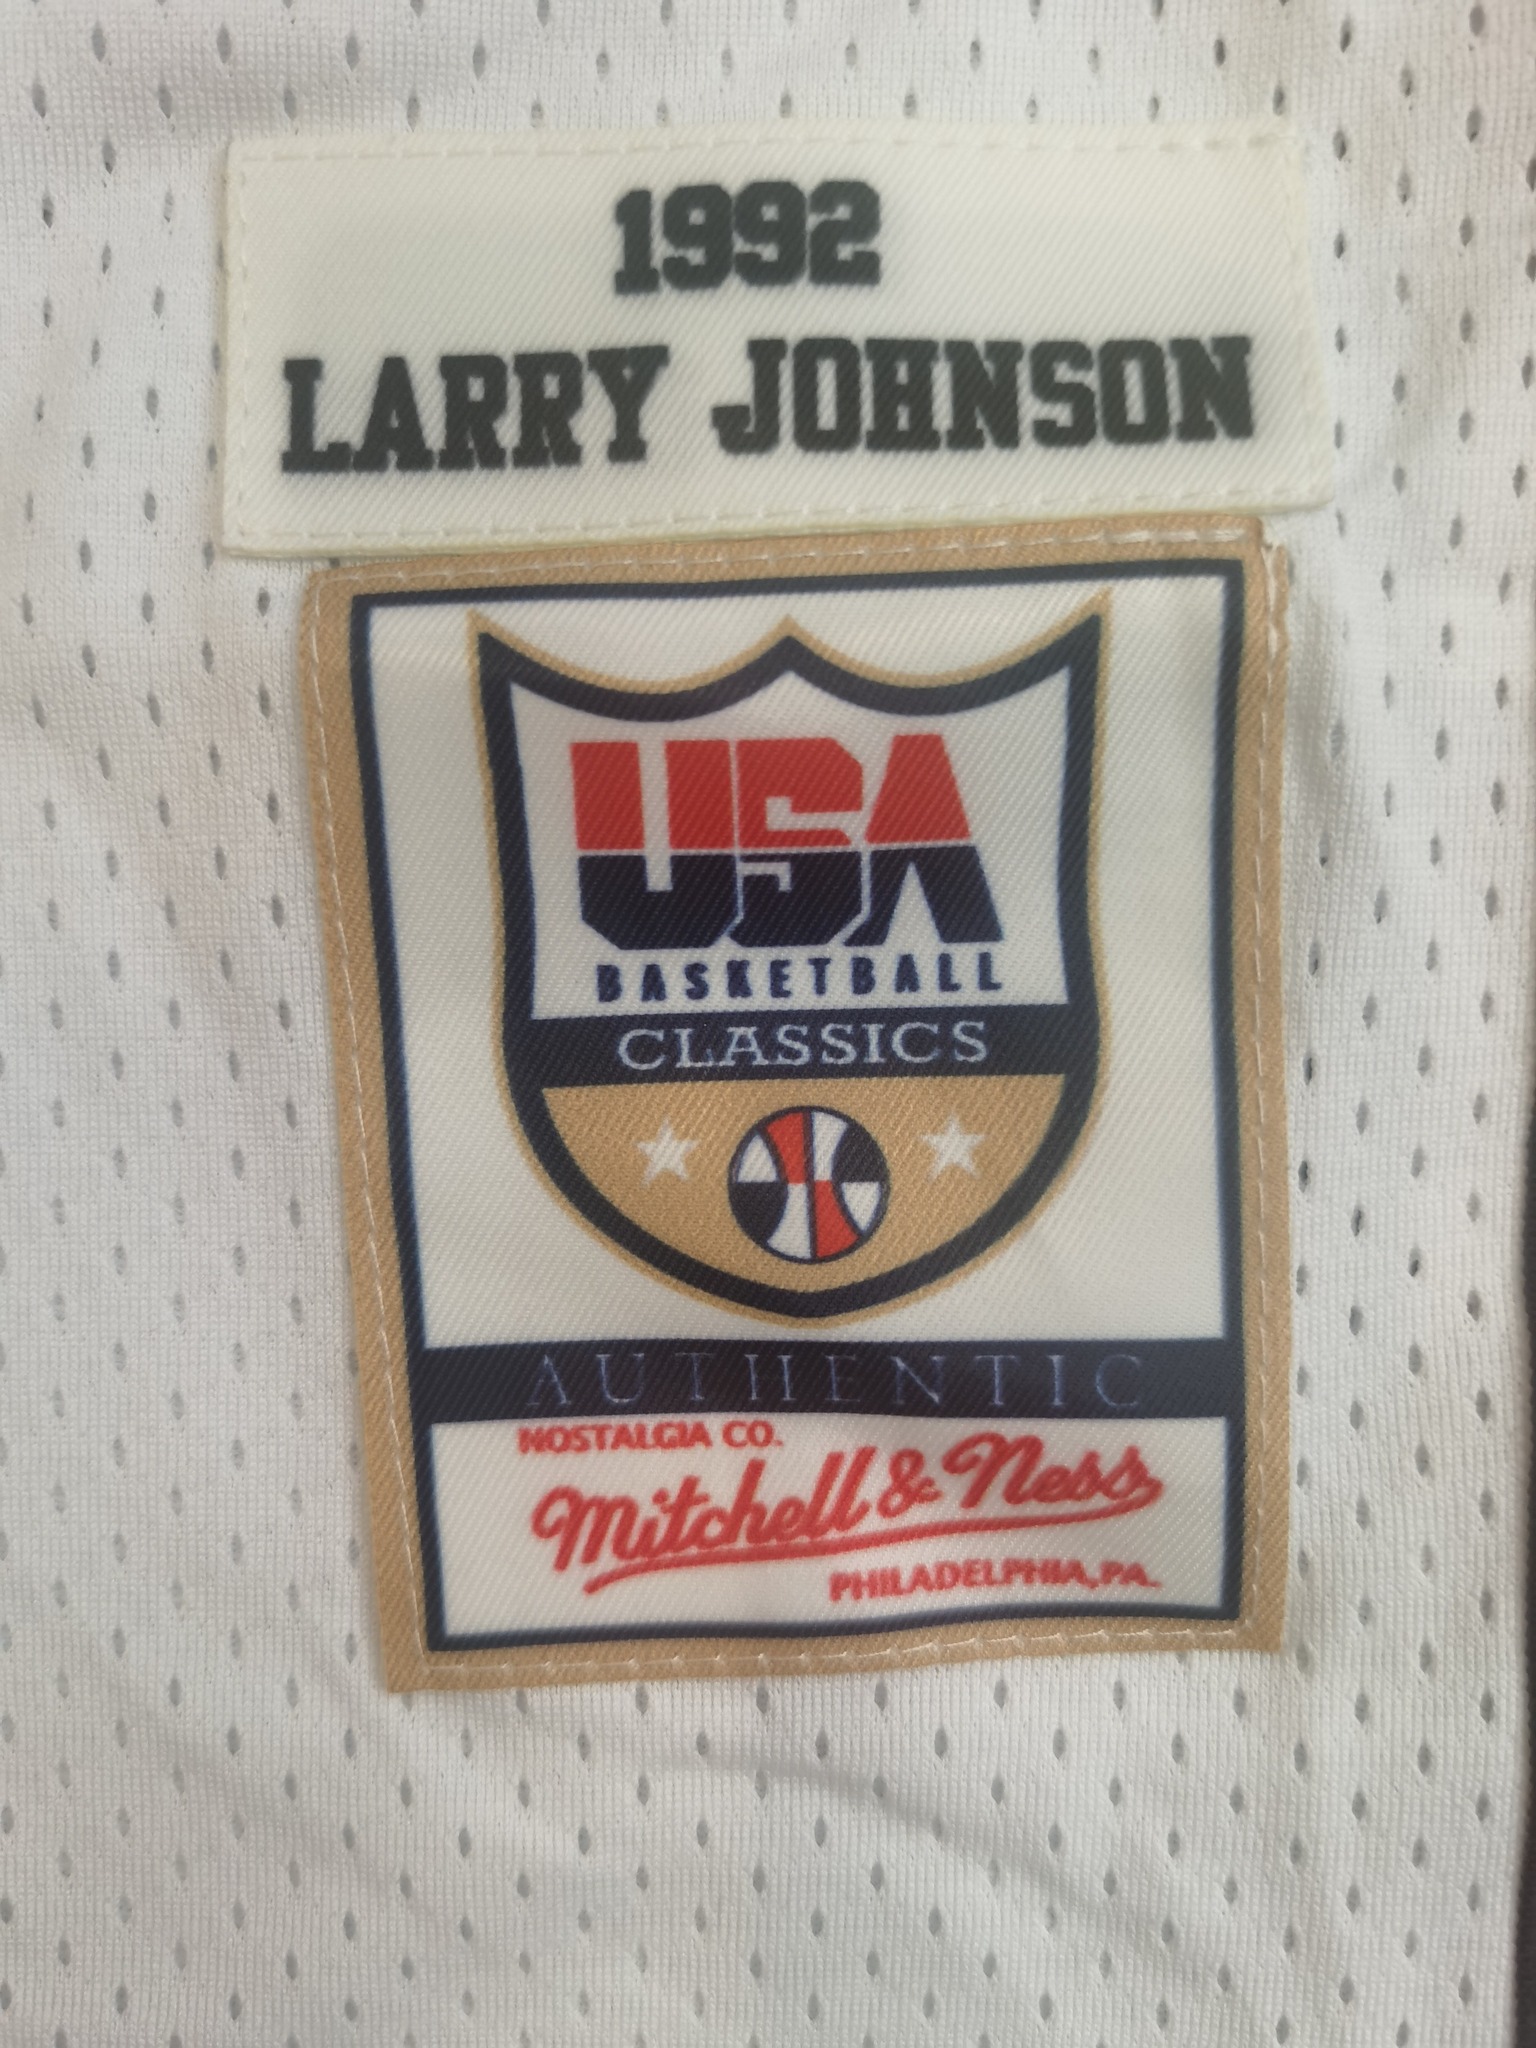 1992
LARRY JOHNSON
USA
BASKETBALL
CLASSICS
AUTHENTIC
NOSTALGIA CO.
Mitchell & Ness
PHILADELPHIA, PA.